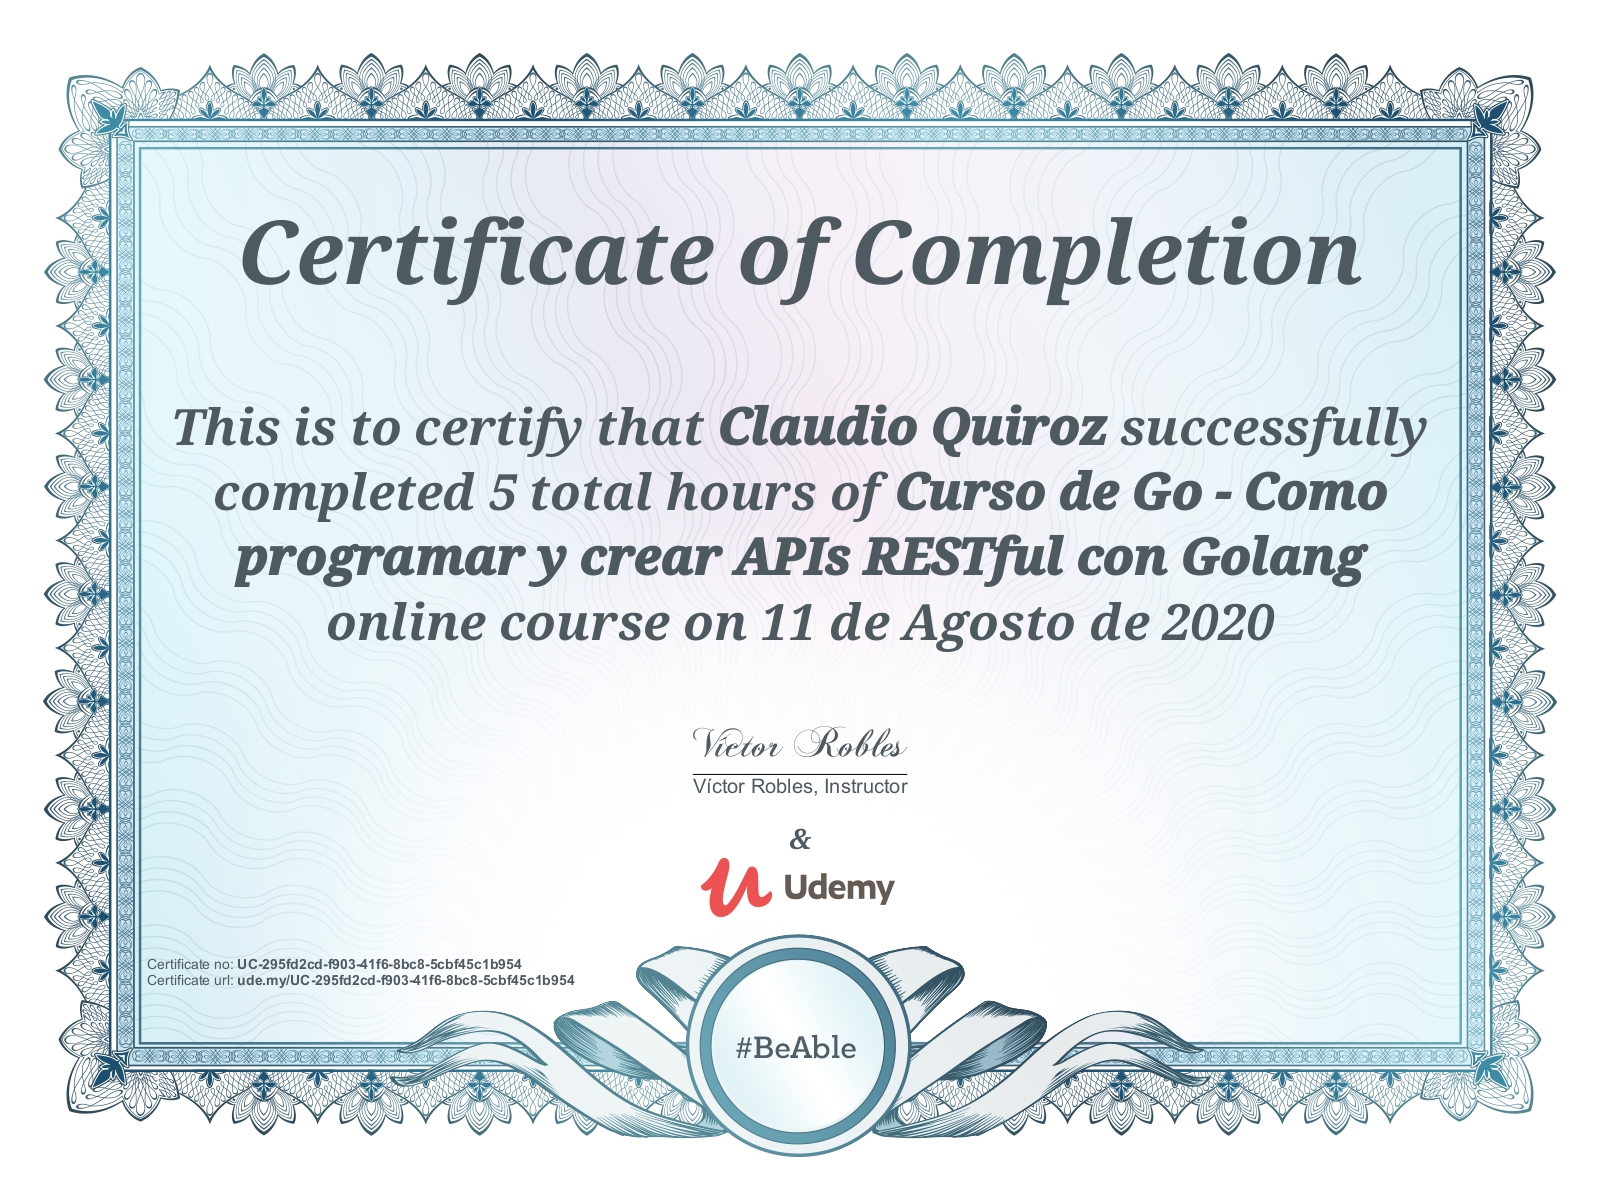 Certificate of Completion
This is to certify that Claudio Quiroz successfully
completed 5 total hours of Curso de Go - Como
programar y crear APIs RESTful con Golang
online course on 11 de Agosto de 2020
Víctor Robles
Víctor Robles, Instructor
&
Udemy
Certificate no: UC-295fd2cd-f903-41f6-8bc8-5cbf45c1b954
Certificate url: ude.my/UC-295fd2cd-f903-41f6-8bc8-5cbf45c1b954
#BeAble